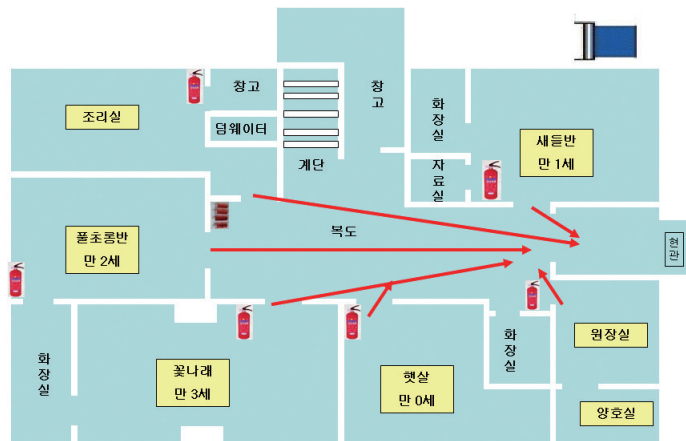 창고
창고
화장실
조리실
덤웨이터
새들반
만 1세
계단
자료실
풀초롱반
만 2세
복도
현관
화장실
꽃나래
만 3세
햇살
만 0세
화장실
원장실
양호실